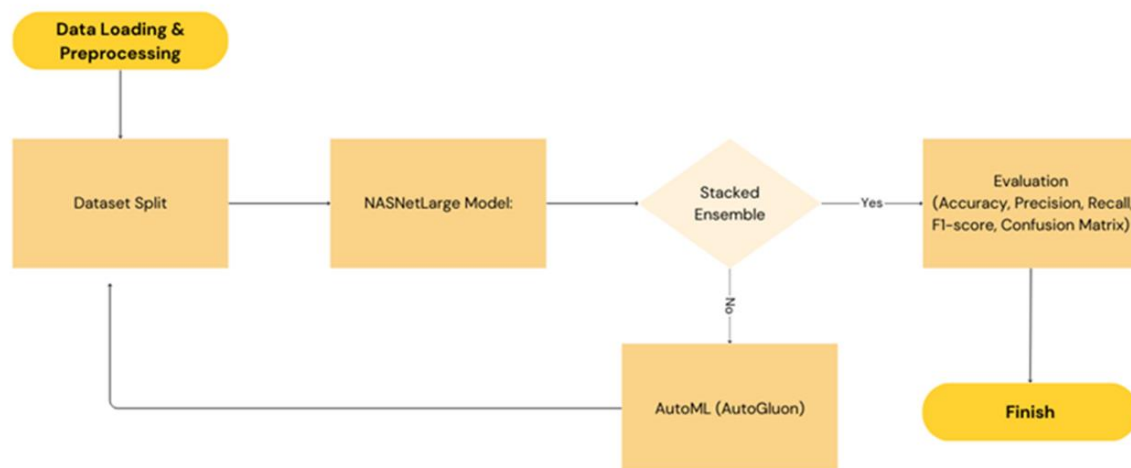 Data Loading &
Preprocessing
Dataset Split
NASNetLarge Model:
Stacked
Ensemble
Yes
Evaluation
(Accuracy, Precision, Recall,
F1-score, Confusion Matrix)
No
AutoML (AutoGluon)
Finish